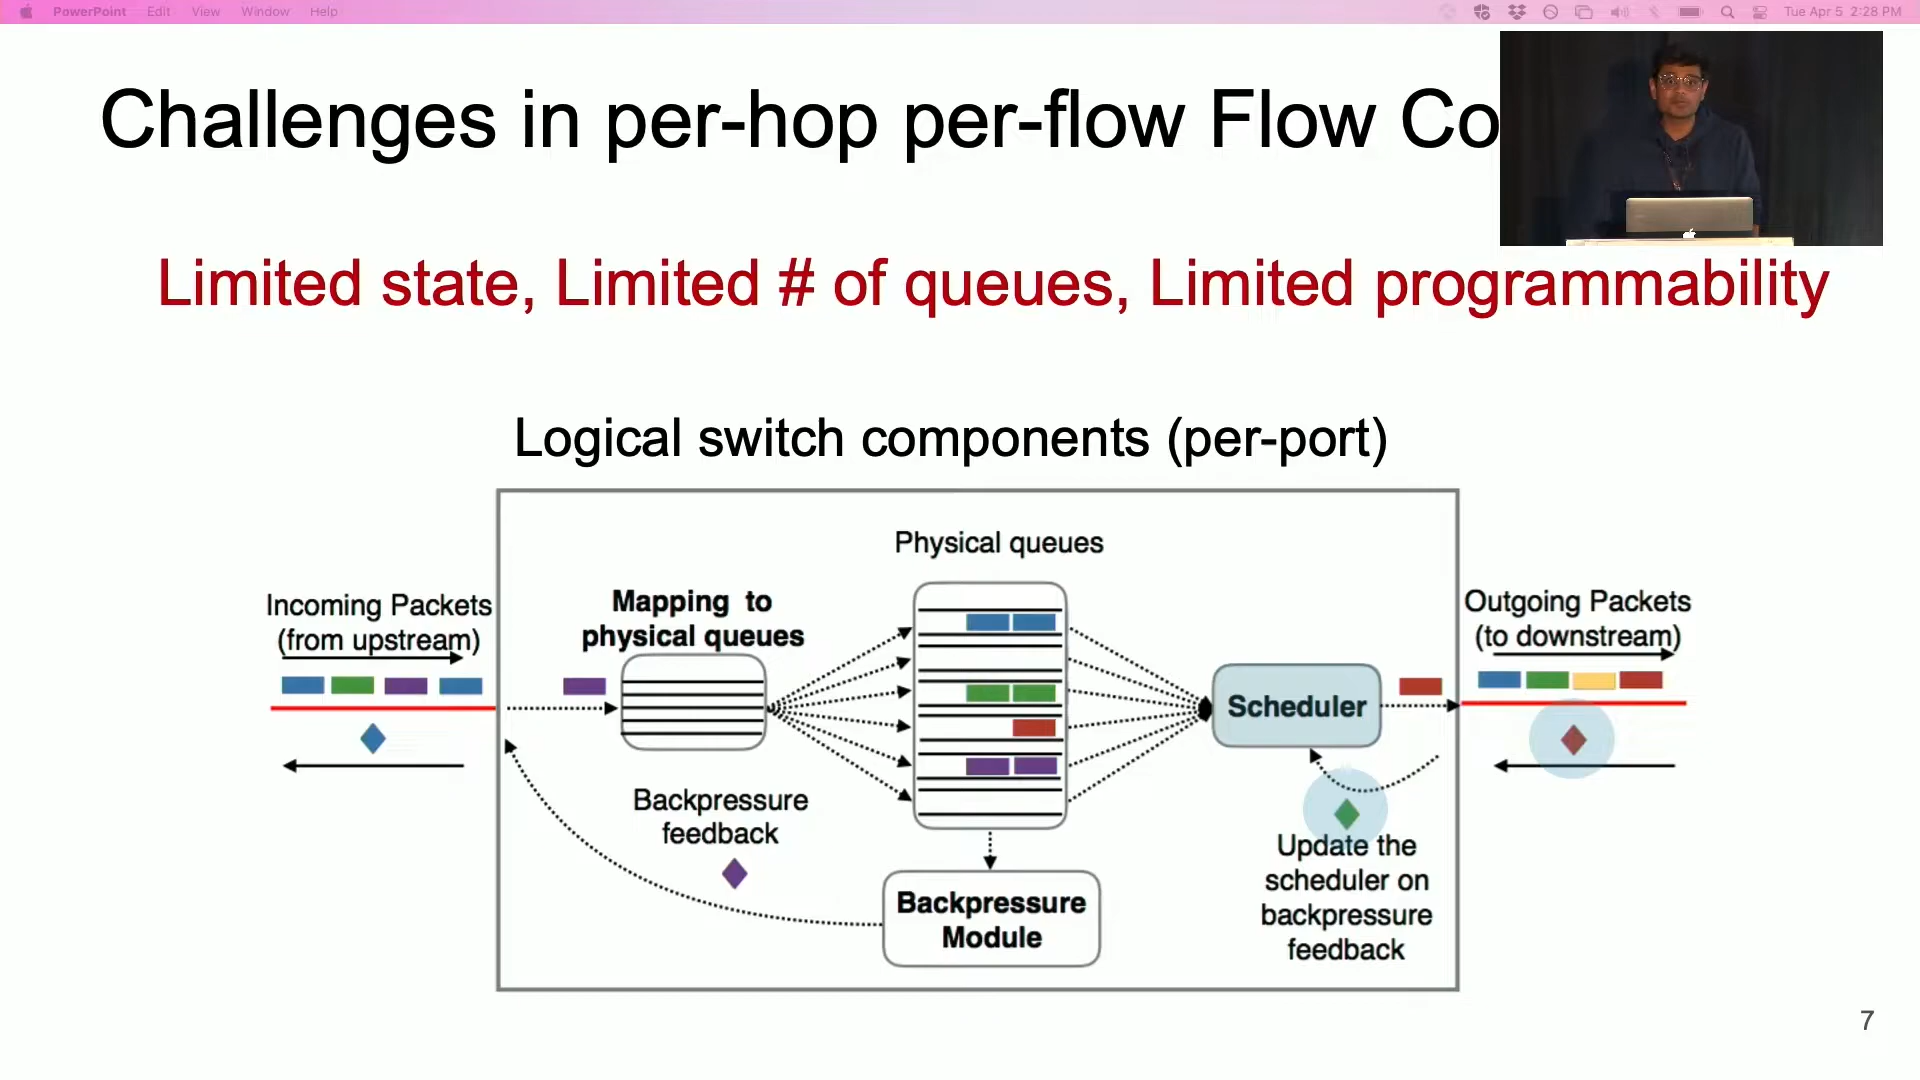 PowerPoint Edit View Window Help Tue Apr 5 2:28 PM
Challenges in per-hop per-flow Flow Co
Limited state, Limited # of queues, Limited programmability
Logical switch components (per-port)
Physical queues
Incoming Packets
(from upstream)
Mapping to
physical queues
Outgoing Packets
(to downstream)
Scheduler
Backpressure
feedback
Backpressure
Module
Update the
scheduler on
backpressure
feedback
7